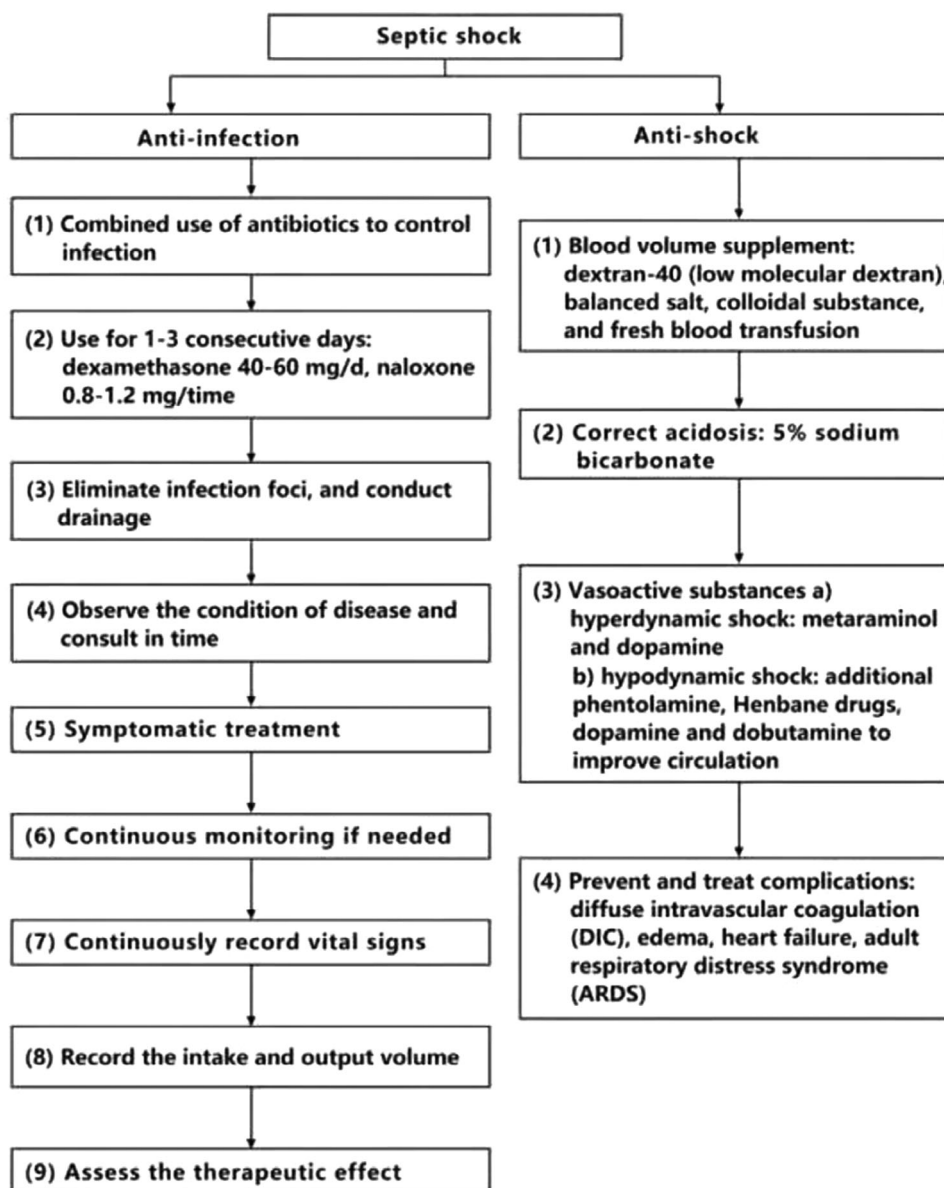 Septic shock
Anti-infection
(1) Combined use of antibiotics to control
infection
(2) Use for 1-3 consecutive days:
dexamethasone 40-60 mg/d, naloxone
0.8-1.2 mg/time
(3) Eliminate infection foci, and conduct
drainage
(4) Observe the condition of disease and
consult in time
(5) Symptomatic treatment
(6) Continuous monitoring if needed
(7) Continuously record vital signs
(8) Record the intake and output volume
(9) Assess the therapeutic effect
Anti-shock
(1) Blood volume supplement:
dextran-40 (low molecular dextran),
balanced salt, colloidal substance,
and fresh blood transfusion
(2) Correct acidosis: 5% sodium
bicarbonate
(3) Vasoactive substances a)
hyperdynamic shock: metaraminol
and dopamine
b) hypodynamic shock: additional
phentolamine, Henbane drugs,
dopamine and dobutamine to
improve circulation
(4) Prevent and treat complications:
diffuse intravascular coagulation
(DIC), edema, heart failure, adult
respiratory distress syndrome
(ARDS)